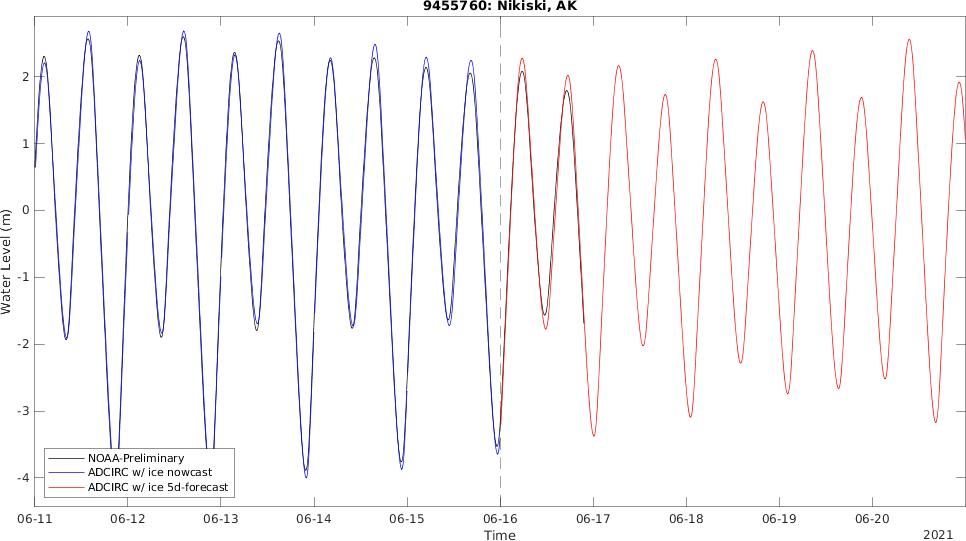 9455760: Nikiski, AK
Water Level (m)
2
1
0
-1
-2
-3
-4
NOAA-Preliminary
ADCIRC w/ ice nowcast
ADCIRC w/ ice 5d-forecast
06-11 06-12 06-13 06-14 06-15 06-16 06-17 06-18 06-19 06-20
Time
2021